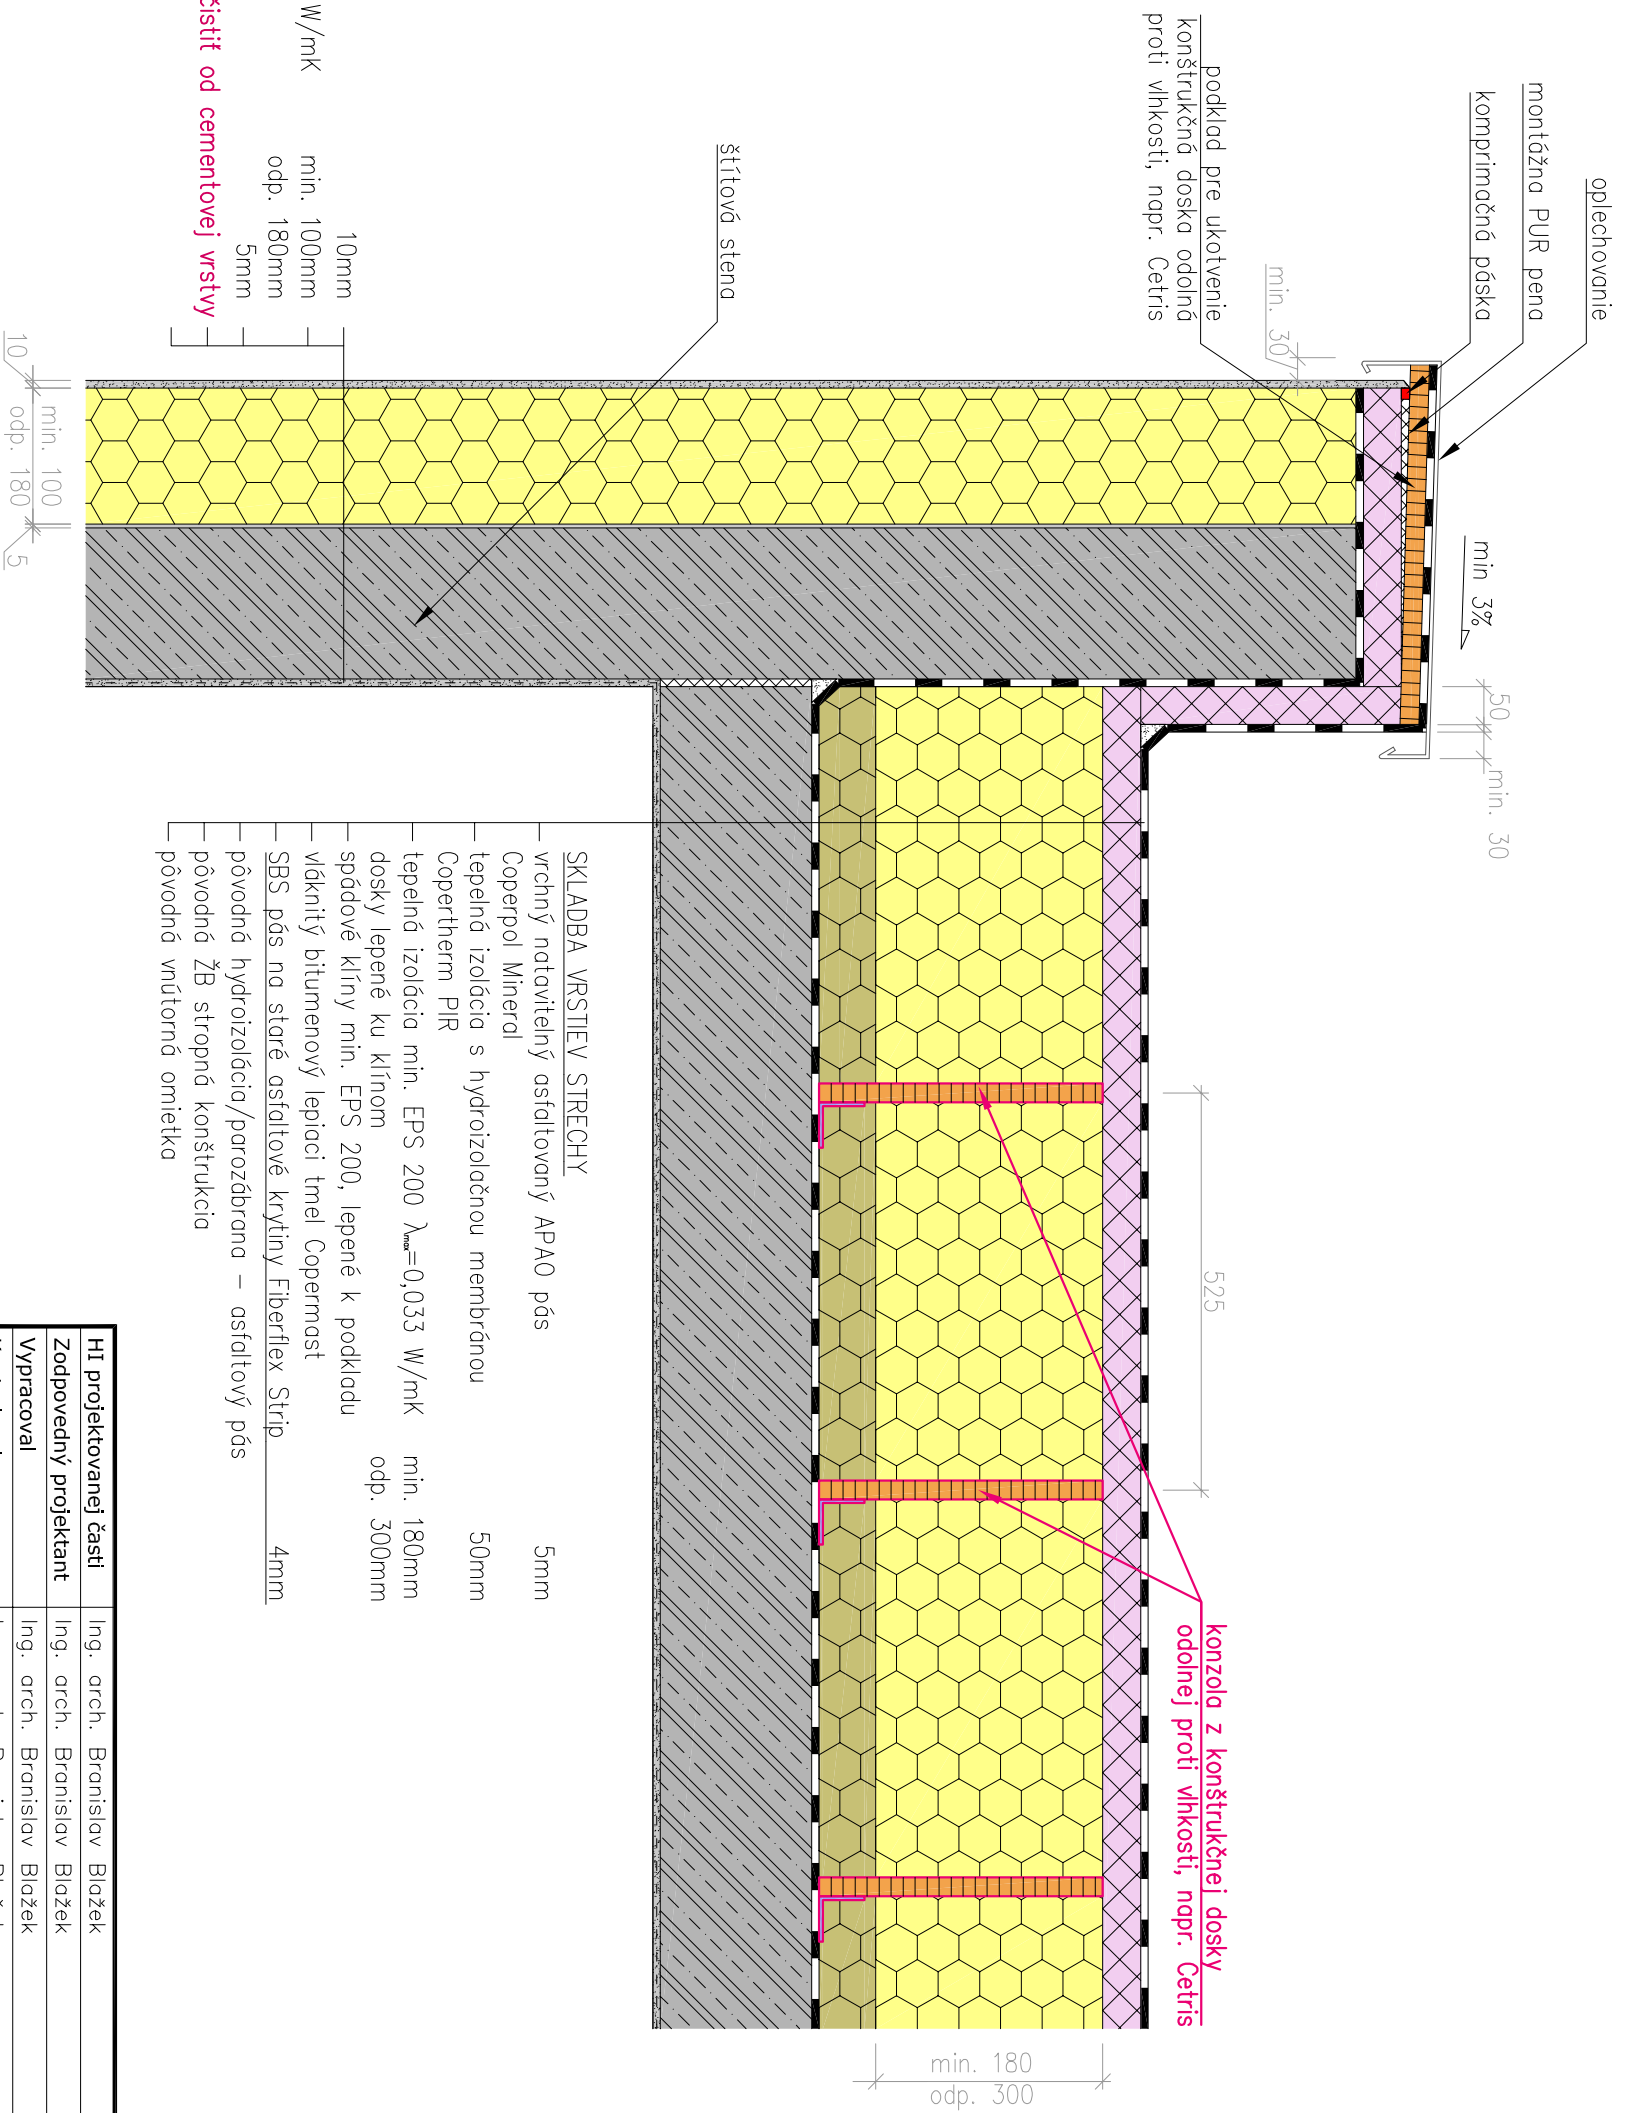 oplechovanie
montážna PUR pena
komprimačná páska
podklad pre ukotvenie
konštrukčná doska odolná
proti vlhkosti, napr. Cetris
min. 30
min 3%
50
min. 30
štítová stena
525
konzola z konštrukčnej dosky
odolnej proti vlhkosti, napr. Cetris
min. 180
odp. 300
10mm
W/mK min. 100mm
odp. 180mm
5mm
čistiť od cementovej vrstvy
10
min. 100
odp. 180
5
SKLADBA VRSTIEV STRECHY
vrchný natavitelný asfaltovaný APAO pás 5mm
Coperpol Mineral
tepelná izolácia s hydroizolačnou membránou 50mm
Copertherm PIR
tepelná izolácia min. EPS 200 λmax=0,033 W/mK min. 180mm
dosky lepené ku klínom odp. 300mm
spádové klíny min. EPS 200, lepené k podkladu
vláknitý bitumenový lepiaci tmel Copermast
SBS pás na staré asfaltové krytiny Fiberflex Strip 4mm
pôvodná hydroizolácia/parozábrana - asfaltový pás
pôvodná ŽB stropná konštrukcia
pôvodná vnútorná omietka
HI projektovanej časti Ing. arch. Branislav Blažek
Zodpovedný projektant Ing. arch. Branislav Blažek
Vypracoval Ing. arch. Branislav Blažek